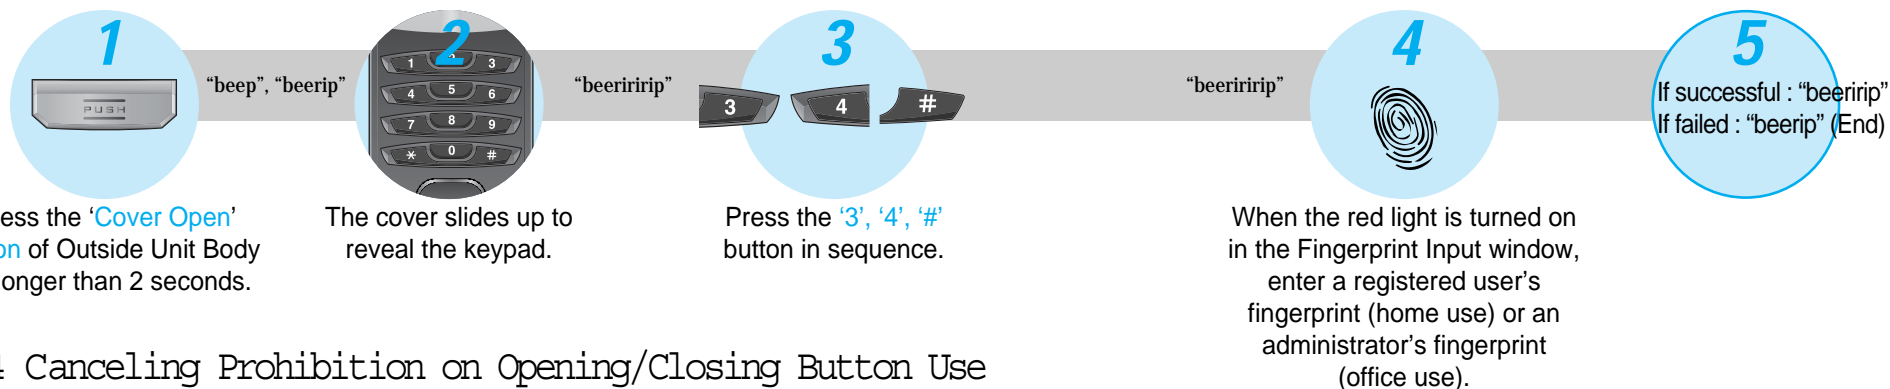 1
2
3
4
5
PUSH
"beep", "beerip"
1 3
4 5 6
7 8 9
* 0 #
"beeriririp"
3 4 #
"beeriririp"
If successful : "beeririp"
If failed : "beerip" (End)
ess the ‘Cover Open’
on of Outside Unit Body
onger than 2 seconds.
The cover slides up to
reveal the keypad.
Press the ‘3’, ‘4’, ‘#’
button in sequence.
When the red light is turned on
in the Fingerprint Input window,
enter a registered user’s
fingerprint (home use) or an
administrator’s fingerprint
(office use).
Canceling Prohibition on Opening/Closing Button Use